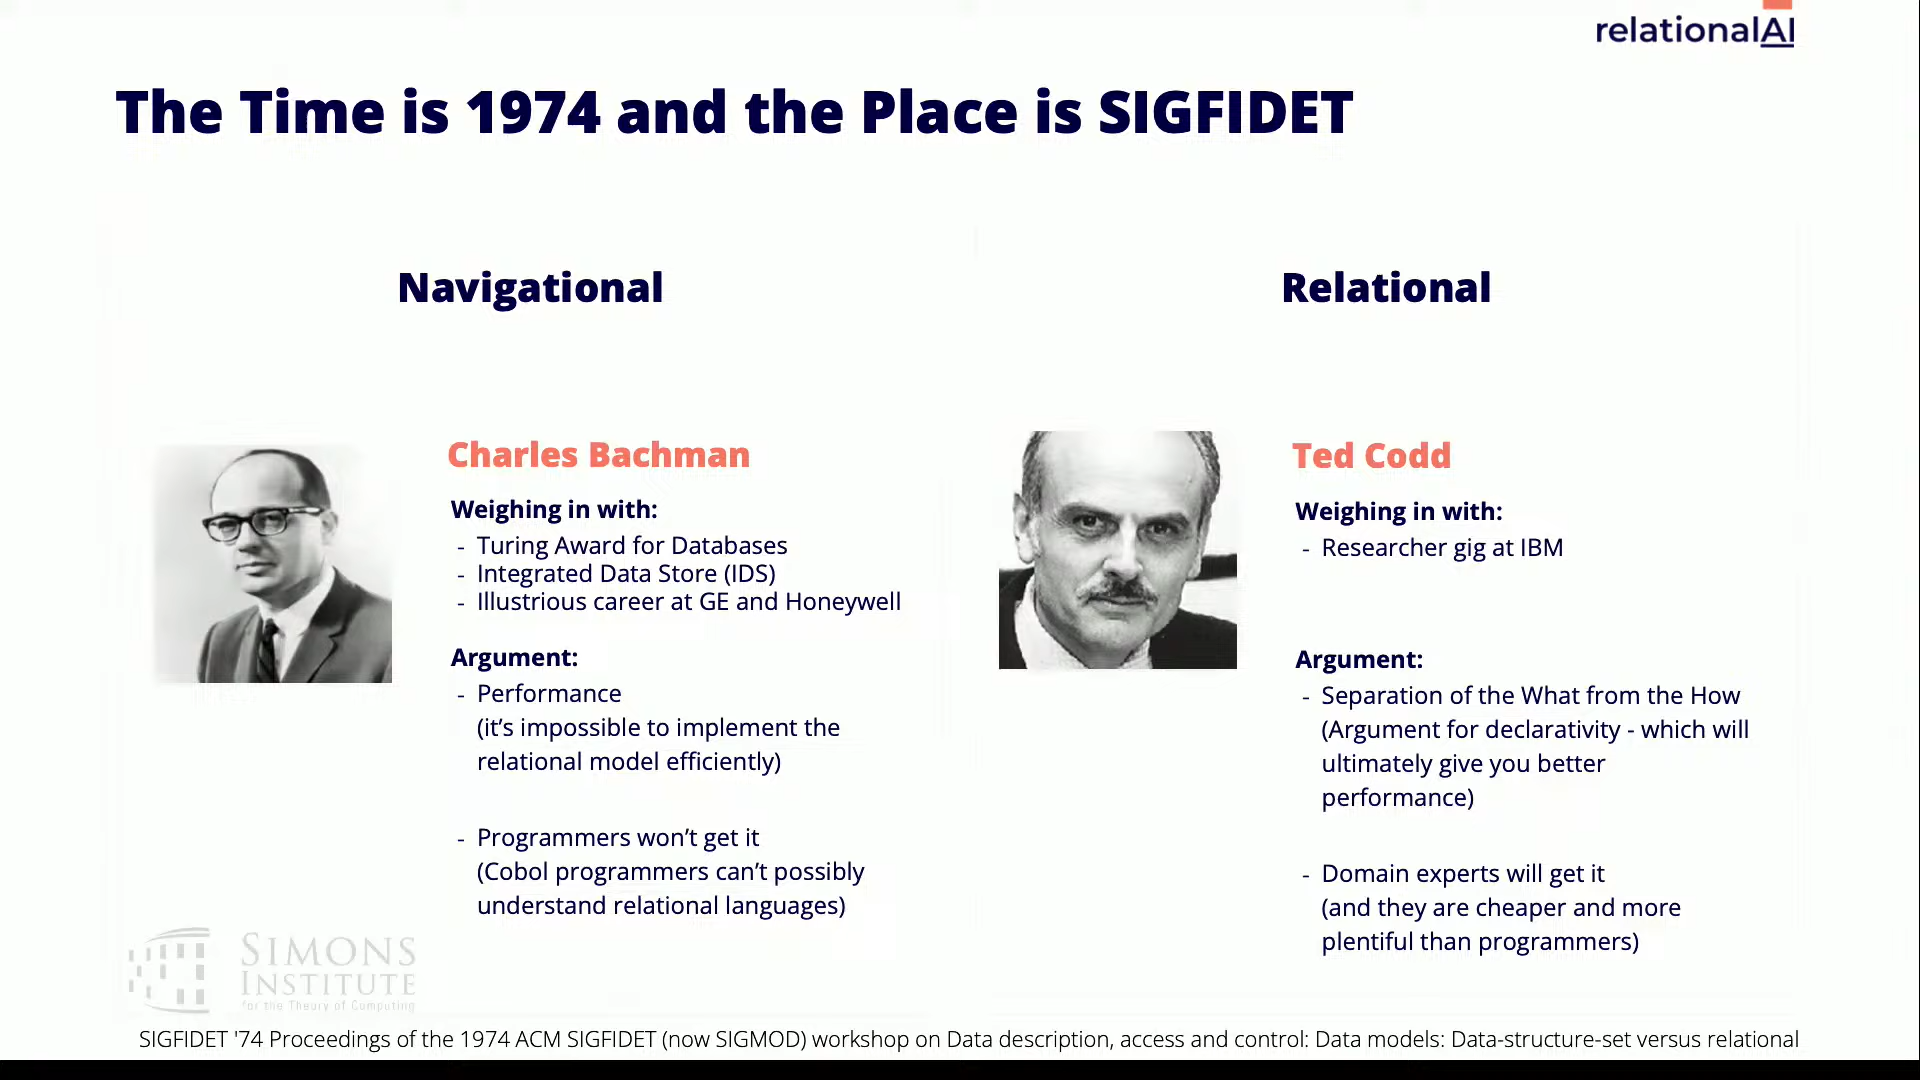 relationalAI
The Time is 1974 and the Place is SIGFIDET
Navigational
Charles Bachman
Weighing in with:
- Turing Award for Databases
- Integrated Data Store (IDS)
- Illustrious career at GE and Honeywell
Argument:
- Performance
(it’s impossible to implement the
relational model efficiently)
- Programmers won’t get it
(Cobol programmers can’t possibly
understand relational languages)
Relational
Ted Codd
Weighing in with:
- Researcher gig at IBM
Argument:
- Separation of the What from the How
(Argument for declarativity - which will
ultimately give you better
performance)
- Domain experts will get it
(and they are cheaper and more
plentiful than programmers)
SIMONS
INSTITUTE
for the Theory of Computing
SIGFIDET '74 Proceedings of the 1974 ACM SIGFIDET (now SIGMOD) workshop on Data description, access and control: Data models: Data-structure-set versus relational